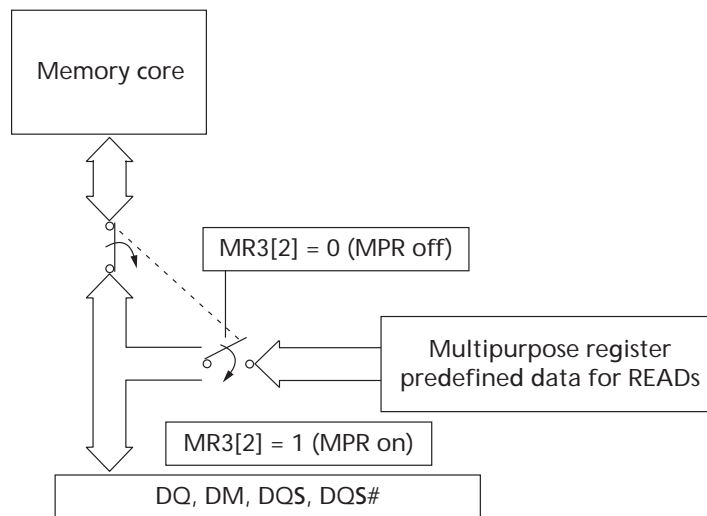 Memory core
MR3[2] = 0 (MPR off)
Multipurpose register
predefined data for READs
MR3[2] = 1 (MPR on)
DQ, DM, DQS, DQS#